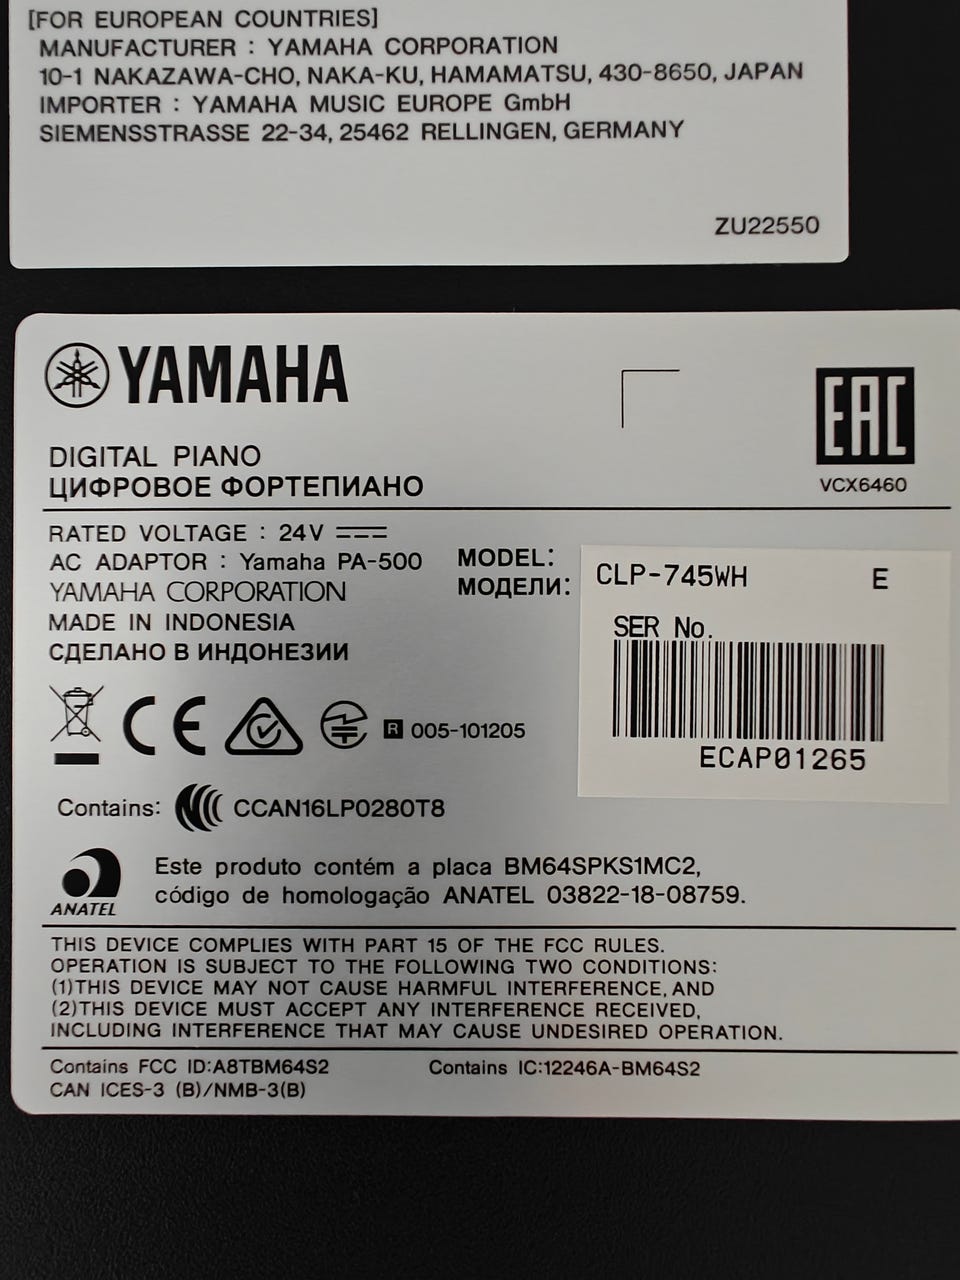 [FOR EUROPEAN COUNTRIES]
MANUFACTURER : YAMAHA CORPORATION
10-1 NAKAZAWA-CHO, NAKA-KU, HAMAMATSU, 430-8650, JAPAN
IMPORTER : YAMAHA MUSIC EUROPE GmbH
SIEMENSSTRASSE 22-34, 25462 RELLINGEN, GERMANY
ZU22550
YAMAHA
EAC
DIGITAL PIANO
ЦИФРОВОЕ ФОРТЕПИАНО
VCX6460
RATED VOLTAGE : 24V
AC ADAPTOR : Yamaha PA-500
YAMAHA CORPORATION
MADE IN INDONESIA
СДЕЛАНО В ИНДОНЕЗИИ
MODEL:
МОДЕЛИ:
CLP-745WH E
SER No.
ECAP01265
CE
R 005-101205
Contains: CCAN16LP0280T8
ANATEL
Este produto contém a placa BM64SPKS1MC2,
código de homologação ANATEL 03822-18-08759.
THIS DEVICE COMPLIES WITH PART 15 OF THE FCC RULES.
OPERATION IS SUBJECT TO THE FOLLOWING TWO CONDITIONS:
(1)THIS DEVICE MAY NOT CAUSE HARMFUL INTERFERENCE, AND
(2)THIS DEVICE MUST ACCEPT ANY INTERFERENCE RECEIVED,
INCLUDING INTERFERENCE THAT MAY CAUSE UNDESIRED OPERATION.
Contains FCC ID:A8TBM64S2 Contains IC:12246A-BM64S2
CAN ICES-3 (B)/NMB-3(B)